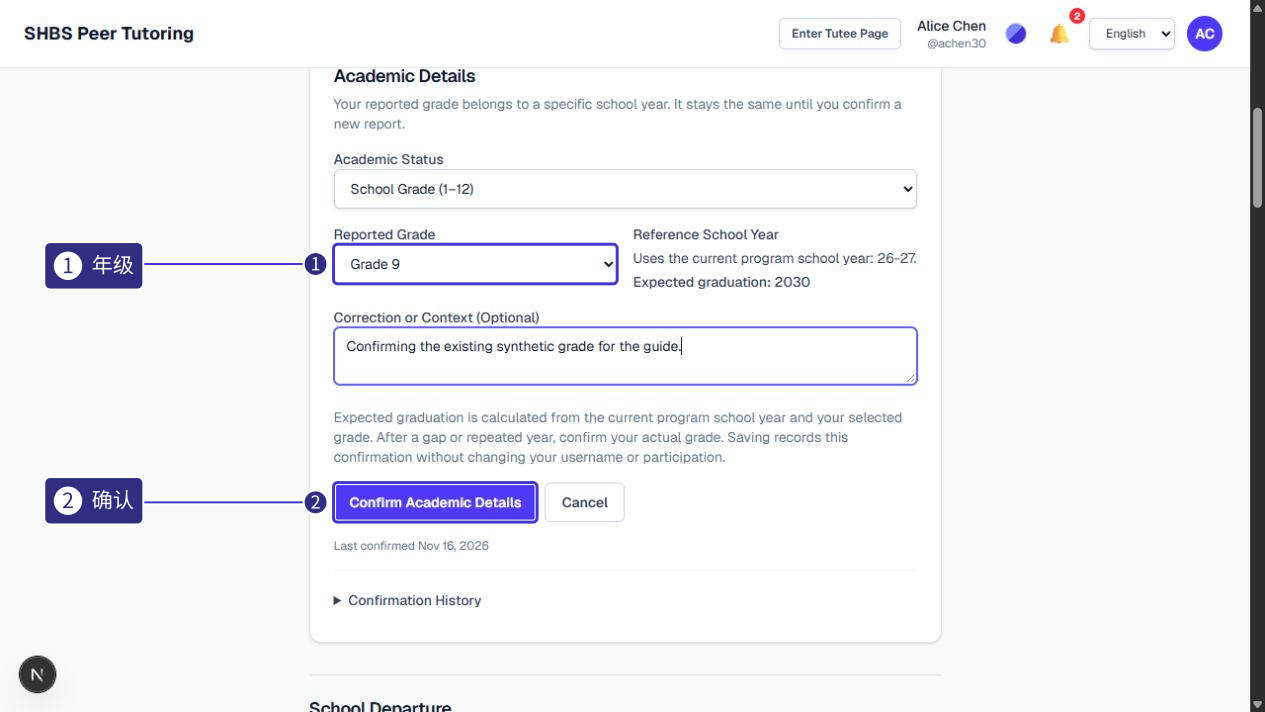 SHBS Peer Tutoring
Enter Tutee Page
Alice Chen
@achen30
2
English
AC
Academic Details
Your reported grade belongs to a specific school year. It stays the same until you confirm a
new report.
Academic Status
School Grade (1–12)
Reported Grade
Reference School Year
1 年级
1
Grade 9
Uses the current program school year: 26-27.
Expected graduation: 2030
Correction or Context (Optional)
Confirming the existing synthetic grade for the guide.
Expected graduation is calculated from the current program school year and your selected
grade. After a gap or repeated year, confirm your actual grade. Saving records this
confirmation without changing your username or participation.
2 确认
2
Confirm Academic Details
Cancel
Last confirmed Nov 16, 2026
Confirmation History
N
School Departure